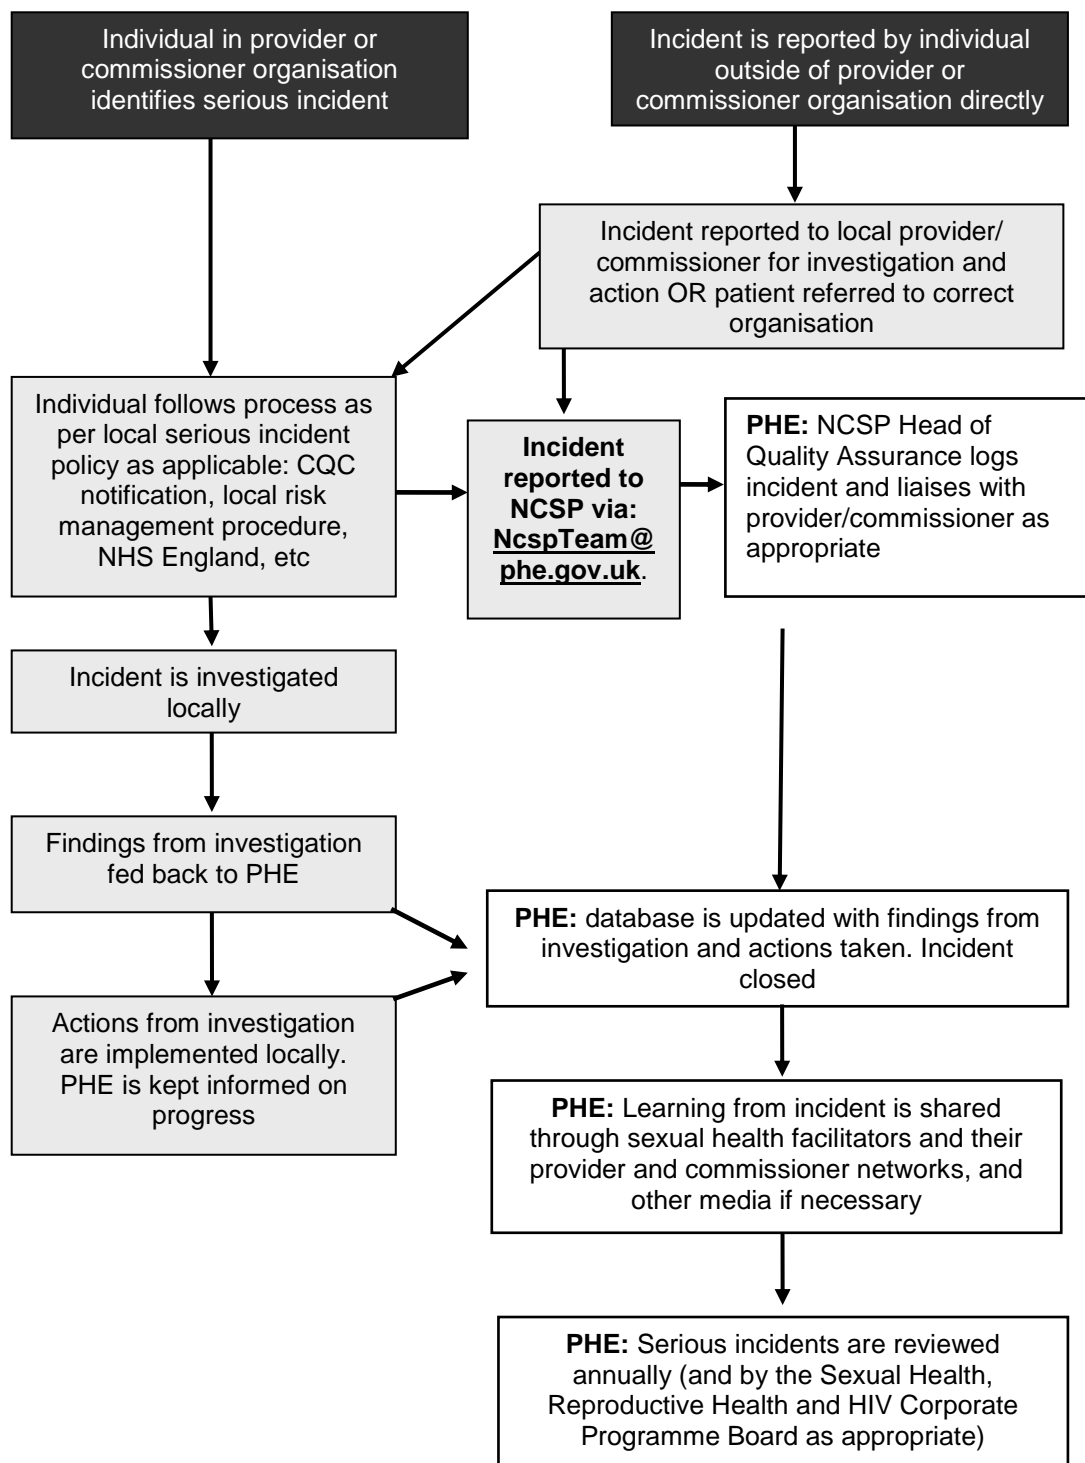 Individual in provider or
commissioner organisation
identifies serious incident
Incident is reported by individual
outside of provider or
commissioner organisation directly
Incident reported to local provider/
commissioner for investigation and
action OR patient referred to correct
organisation
Individual follows process as
per local serious incident
policy as applicable: CQC
notification, local risk
management procedure,
NHS England, etc
Incident
reported to
NCSP via:
NcspTeam@
phe.gov.uk.
PHE: NCSP Head of
Quality Assurance logs
incident and liaises with
provider/commissioner as
appropriate
Incident is investigated
locally
Findings from investigation
fed back to PHE
PHE: database is updated with findings from
investigation and actions taken. Incident
closed
Actions from investigation
are implemented locally.
PHE is kept informed on
progress
PHE: Learning from incident is shared
through sexual health facilitators and their
provider and commissioner networks, and
other media if necessary
PHE: Serious incidents are reviewed
annually (and by the Sexual Health,
Reproductive Health and HIV Corporate
Programme Board as appropriate)